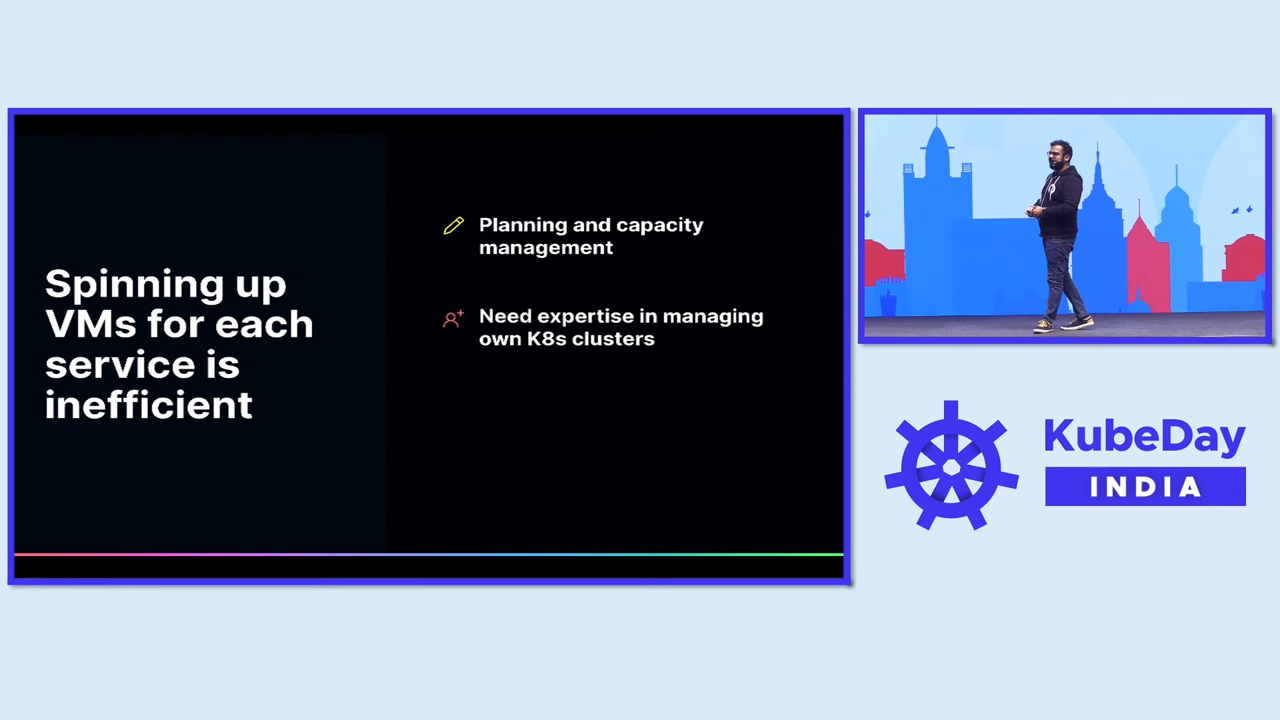 Spinning up
VMs for each
service is
inefficient
Planning and capacity
management
Need expertise in managing
own K8s clusters
KubeDay
INDIA